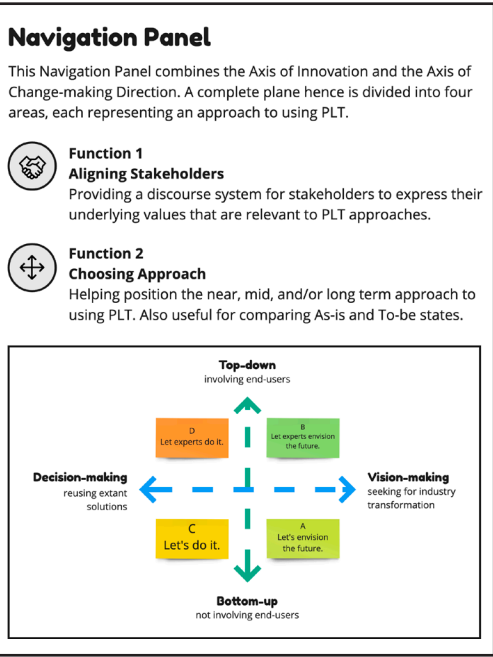 Navigation Panel
This Navigation Panel combines the Axis of Innovation and the Axis of
Change-making Direction. A complete plane hence is divided into four
areas, each representing an approach to using PLT.
Function 1
Aligning Stakeholders
Providing a discourse system for stakeholders to express their
underlying values that are relevant to PLT approaches.
Function 2
Choosing Approach
Helping position the near, mid, and/or long term approach to
using PLT. Also useful for comparing As-is and To-be states.
Top-down
involving end-users
D
Let experts do it.
B
Let experts envision
the future.
Decision-making
reusing extant
solutions
Vision-making
seeking for industry
transformation
C
Let's do it.
A
Let's envision
the future.
Bottom-up
not involving end-users